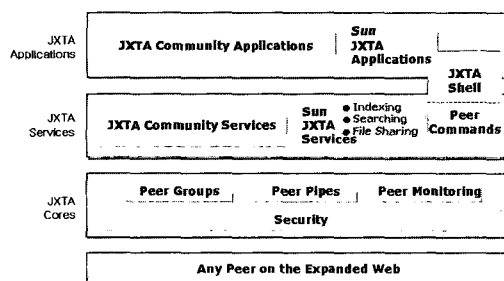 JXTA
Applications
JXTA Community Applications
Sun
JXTA
Applications
JXTA
Shell
JXTA
Services
JXTA Community Services
Sun
JXTA
Services
Indexing
Searching
File Sharing
Peer
Commands
JXTA
Cores
Peer Groups
Peer Pipes
Peer Monitoring
Security
Any Peer on the Expanded Web